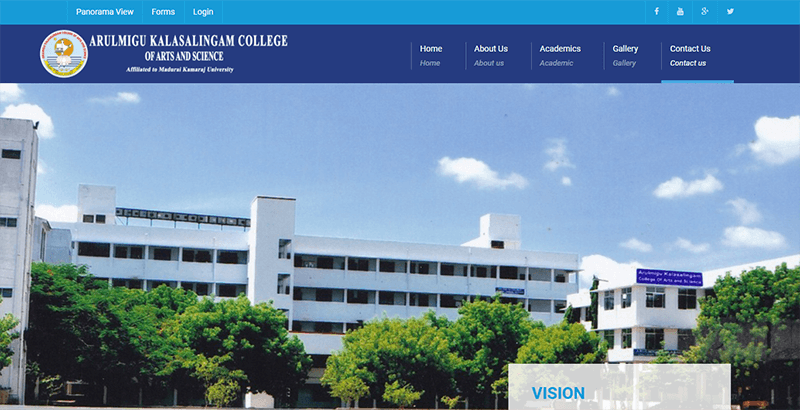 Panorama View Forms Login
ARULMIGU KALASALINGAM COLLEGE
OF ARTS AND SCIENCE
Affiliated to Madurai Kamaraj University
Home About Us Academics Gallery Contact Us
Home About us Academic Gallery Contact us
Arulmigu Kalasalingam
College Of Arts and Science
VISION